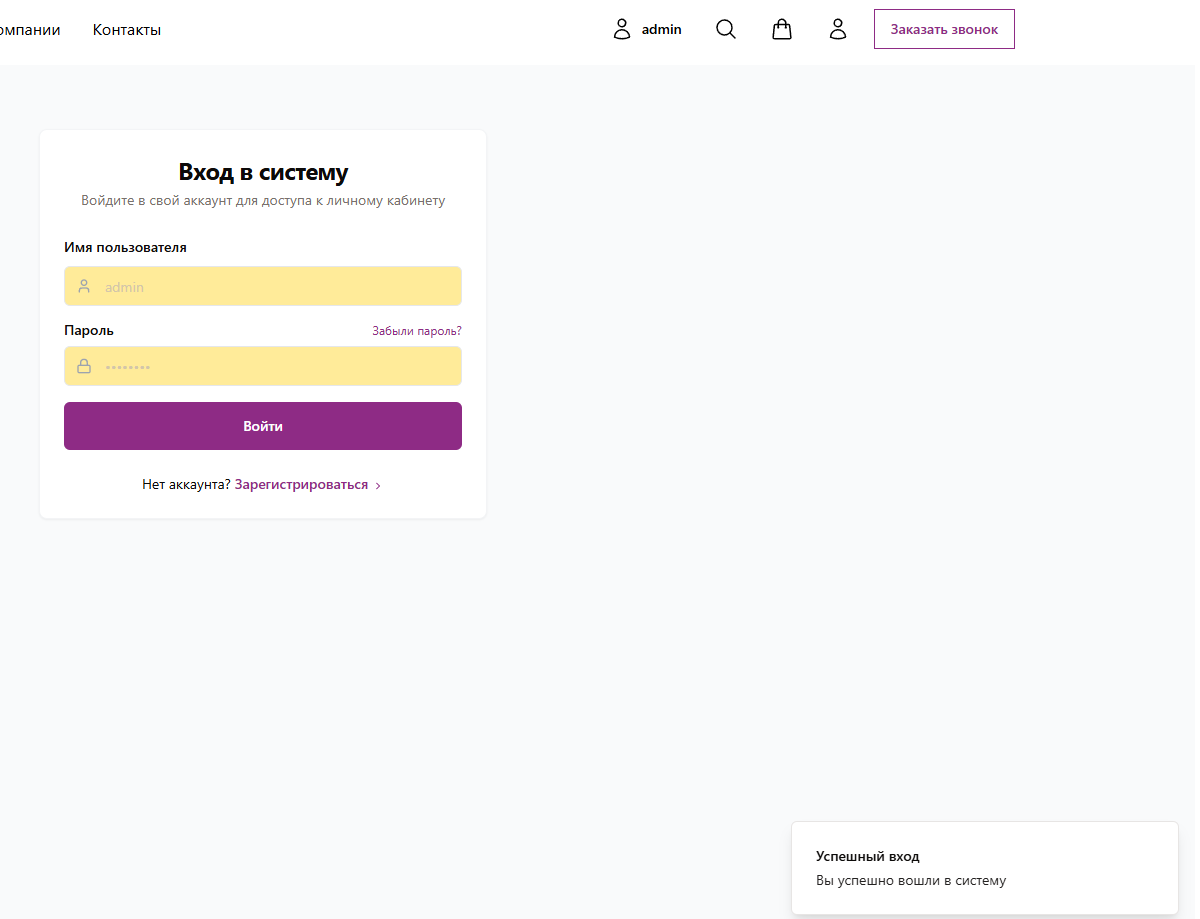 Контакты
admin
Заказать звонок
Вход в систему
Войдите в свой аккаунт для доступа к личному кабинету
Имя пользователя
admin
Пароль
Забыли пароль?
••••••••
Войти
Нет аккаунта? Зарегистрироваться ›
Успешный вход
Вы успешно вошли в систему